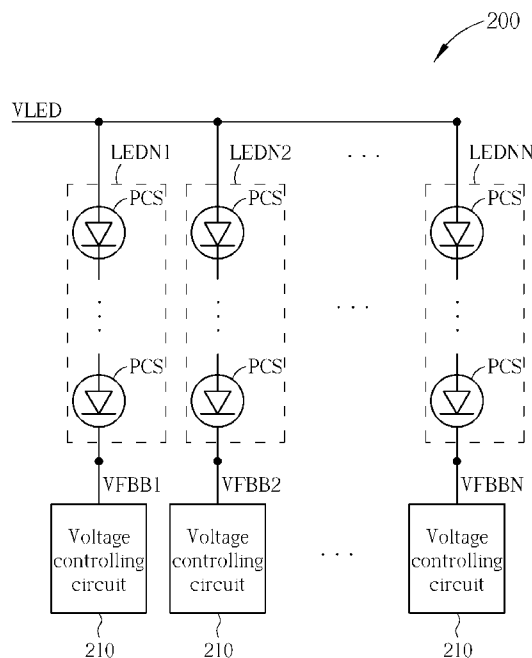 200
VLED
LEDN1 LEDN2 . . . LEDNN
PCS PCS PCS
. . .
PCS PCS PCS
VFBB1 VFBB2 VFBBN
Voltage controlling circuit
Voltage controlling circuit
. . .
Voltage controlling circuit
210 210 210